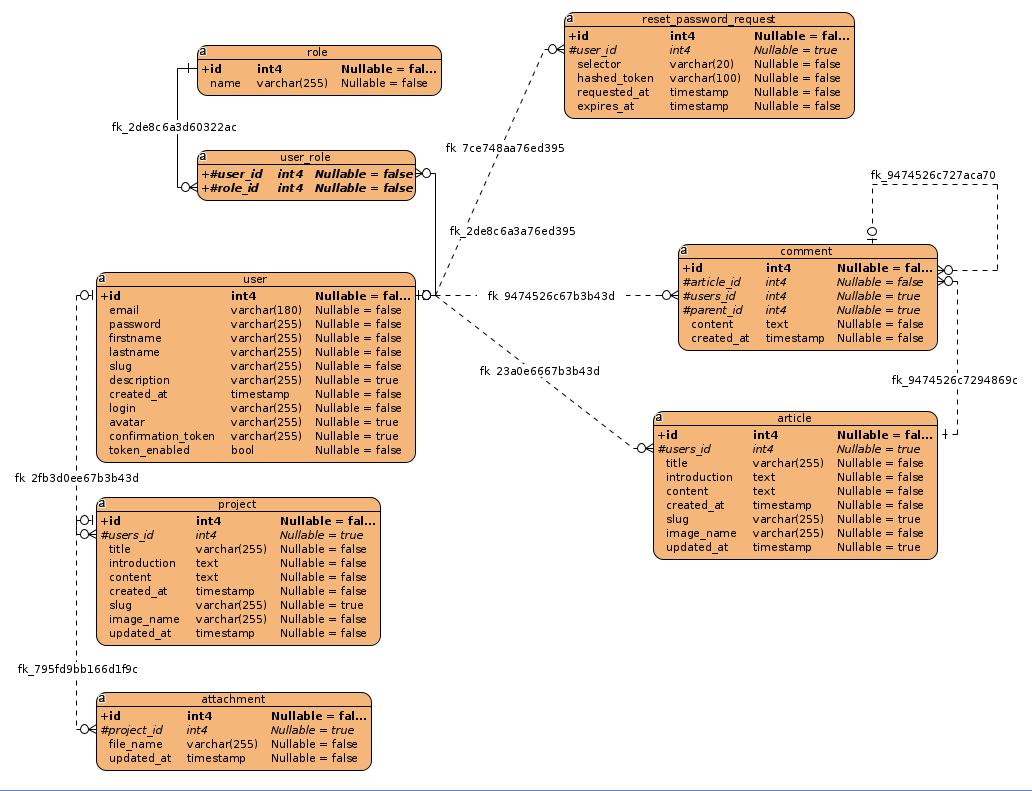 a role
+id int4 Nullable = fal...
name varchar(255) Nullable = false
fk_2de8c6a3d60322ac
a user_role
+#user_id int4 Nullable = false
+#role_id int4 Nullable = false
a reset_password_request
+id int4 Nullable = fal...
#user_id int4 Nullable = true
selector varchar(20) Nullable = false
hashed_token varchar(100) Nullable = false
requested_at timestamp Nullable = false
expires_at timestamp Nullable = false
fk_7ce748aa76ed395
fk_2de8c6a3a76ed395
fk_9474526c727aca70
a user
+id int4 Nullable = fal...
email varchar(180) Nullable = false
password varchar(255) Nullable = false
firstname varchar(255) Nullable = false
lastname varchar(255) Nullable = false
slug varchar(255) Nullable = false
description varchar(255) Nullable = true
created_at timestamp Nullable = false
login varchar(255) Nullable = false
avatar varchar(255) Nullable = true
confirmation_token varchar(255) Nullable = true
token_enabled bool Nullable = false
fk_9474526c67b3b43d
a comment
+id int4 Nullable = fal...
#article_id int4 Nullable = false
#users_id int4 Nullable = true
#parent_id int4 Nullable = true
content text Nullable = false
created_at timestamp Nullable = false
fk_23a0e6667b3b43d
fk_9474526c7294869c
a article
+id int4 Nullable = fal...
#users_id int4 Nullable = true
title varchar(255) Nullable = false
introduction text Nullable = false
content text Nullable = false
created_at timestamp Nullable = false
slug varchar(255) Nullable = true
image_name varchar(255) Nullable = false
updated_at timestamp Nullable = true
fk_2fb3d0ee67b3b43d
a project
+id int4 Nullable = fal...
#users_id int4 Nullable = true
title varchar(255) Nullable = false
introduction text Nullable = false
content text Nullable = false
created_at timestamp Nullable = false
slug varchar(255) Nullable = true
image_name varchar(255) Nullable = false
updated_at timestamp Nullable = false
fk_795fd9bb166d1f9c
a attachment
+id int4 Nullable = fal...
#project_id int4 Nullable = true
file_name varchar(255) Nullable = false
updated_at timestamp Nullable = false